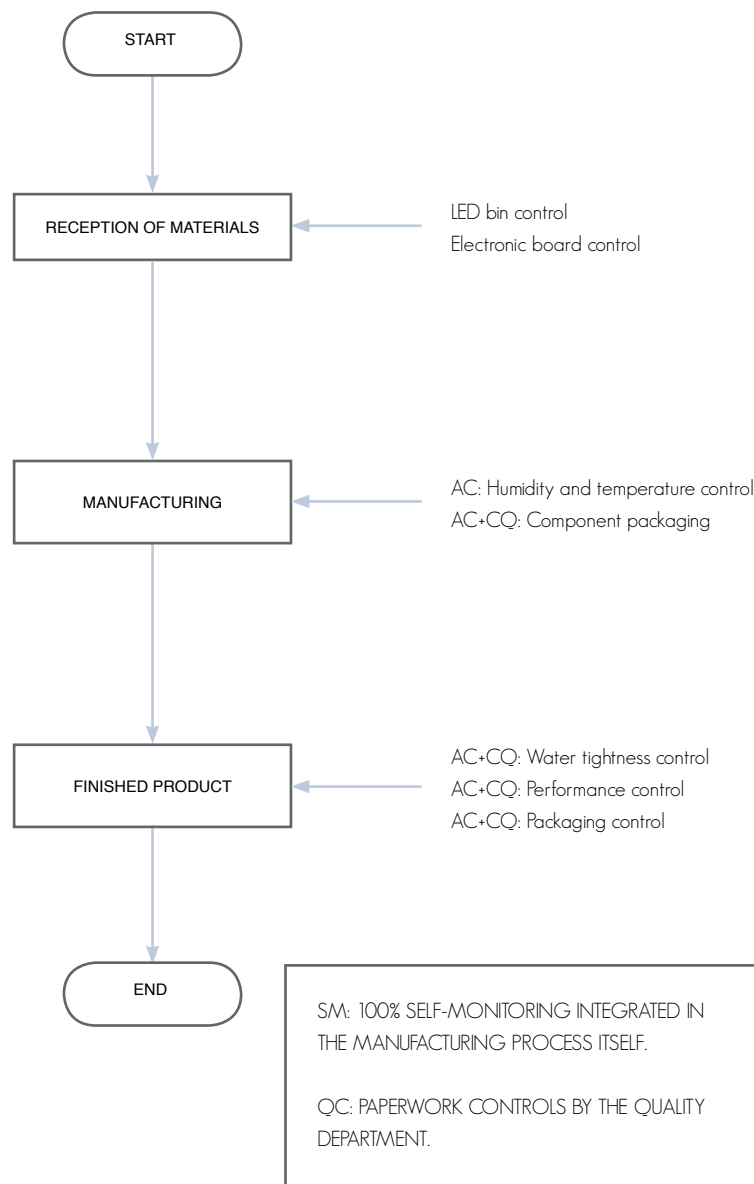 START
RECEPTION OF MATERIALS
LED bin control
Electronic board control
MANUFACTURING
AC: Humidity and temperature control
AC+CQ: Component packaging
FINISHED PRODUCT
AC+CQ: Water tightness control
AC+CQ: Performance control
AC+CQ: Packaging control
END
SM: 100% SELF-MONITORING INTEGRATED IN
THE MANUFACTURING PROCESS ITSELF.
QC: PAPERWORK CONTROLS BY THE QUALITY
DEPARTMENT.